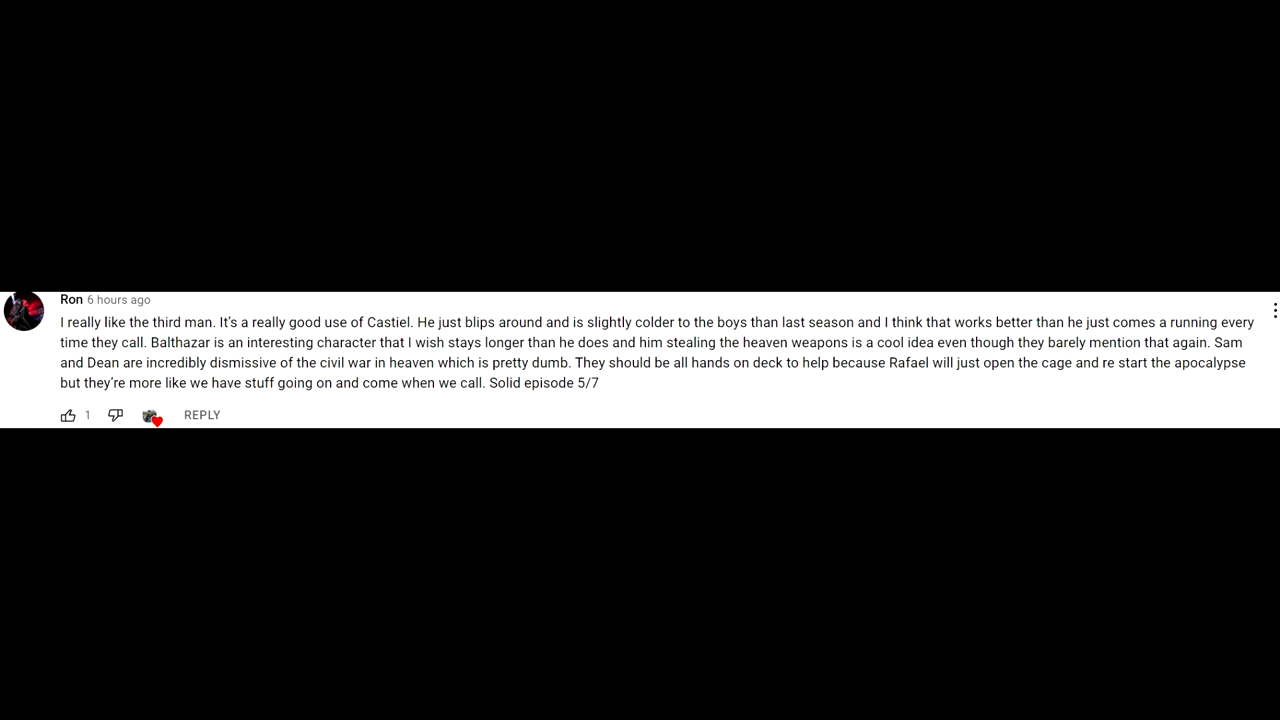 Ron 6 hours ago
I really like the third man. It's a really good use of Castiel. He just blips around and is slightly colder to the boys than last season and I think that works better than he just comes a running every
time they call. Balthazar is an interesting character that I wish stays longer than he does and him stealing the heaven weapons is a cool idea even though they barely mention that again. Sam
and Dean are incredibly dismissive of the civil war in heaven which is pretty dumb. They should be all hands on deck to help because Rafael will just open the cage and re start the apocalypse
but they're more like we have stuff going on and come when we call. Solid episode 5/7
1 REPLY